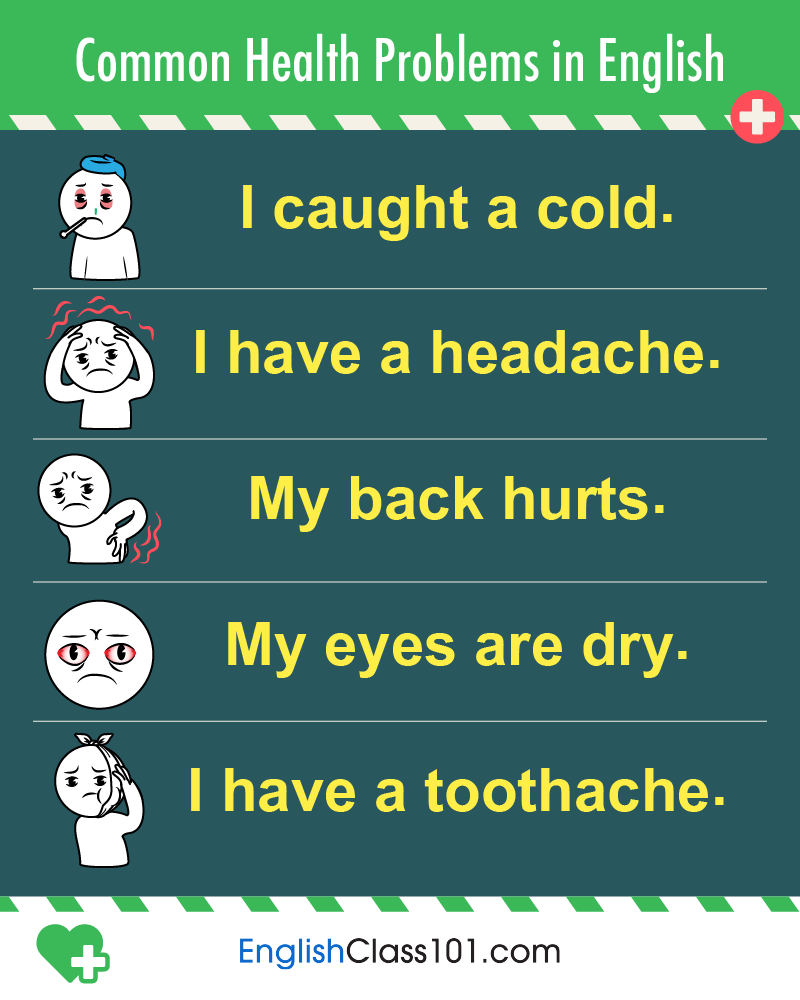 Common Health Problems in English
I caught a cold.
I have a headache.
My back hurts.
My eyes are dry.
I have a toothache.
EnglishClass101.com